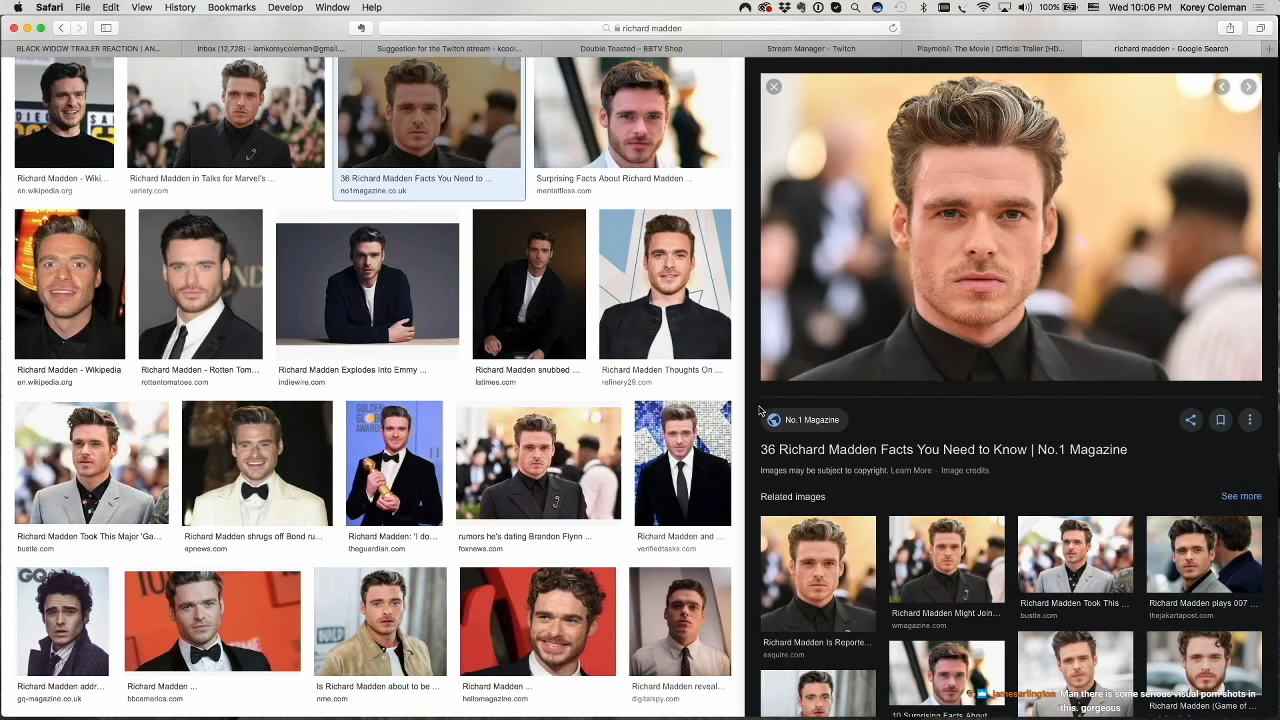 Safari File Edit View History Bookmarks Develop Window Help
100% Wed 10:06 PM Korey Coleman
richard madden
BLACK WIDOW TRAILER REACTION | AN...
Inbox (12,728) - iamkoreycoleman@gmail....
Suggestion for the Twitch stream - kcool...
Double Toasted – BBTV Shop
Stream Manager - Twitch
Playmobil: The Movie | Official Trailer [HD...
richard madden - Google Search
Richard Madden - Wiki...
en.wikipedia.org
Richard Madden in Talks for Marvel's ...
variety.com
36 Richard Madden Facts You Need to ...
no1magazine.co.uk
Surprising Facts About Richard Madden ...
mentalfloss.com
Richard Madden - Wikipedia
en.wikipedia.org
Richard Madden - Rotten Tom...
rottentomatoes.com
Richard Madden Explodes Into Emmy ...
indiewire.com
Richard Madden snubbed ...
latimes.com
Richard Madden Thoughts On ...
refinery29.com
GOLDEN
GLOBE
AWARDS
Richard Madden Took This Major 'Ga...
bustle.com
Richard Madden shrugs off Bond ru...
apnews.com
Richard Madden: 'I do...
theguardian.com
rumors he's dating Brandon Flynn ...
foxnews.com
Richard Madden and ...
verifiedtasks.com
GQ
BUILD
Richard Madden addr...
gq-magazine.co.uk
Richard Madden ...
bbcamerica.com
Is Richard Madden about to be ...
nme.com
Richard Madden ...
hellomagazine.com
Richard Madden reveal...
digitalspy.com
No.1 Magazine
36 Richard Madden Facts You Need to Know | No.1 Magazine
Images may be subject to copyright. Learn More - Image credits
Related images
See more
Richard Madden Is Reporte...
esquire.com
Richard Madden Might Join...
wmagazine.com
Richard Madden Took This ...
bustle.com
Richard Madden plays 007 ...
thejakartapost.com
10 Surprising Facts About
Richard Madden (Game of ...
jamesarlington Man there is some serious visual porn shots in
this. gorgeous